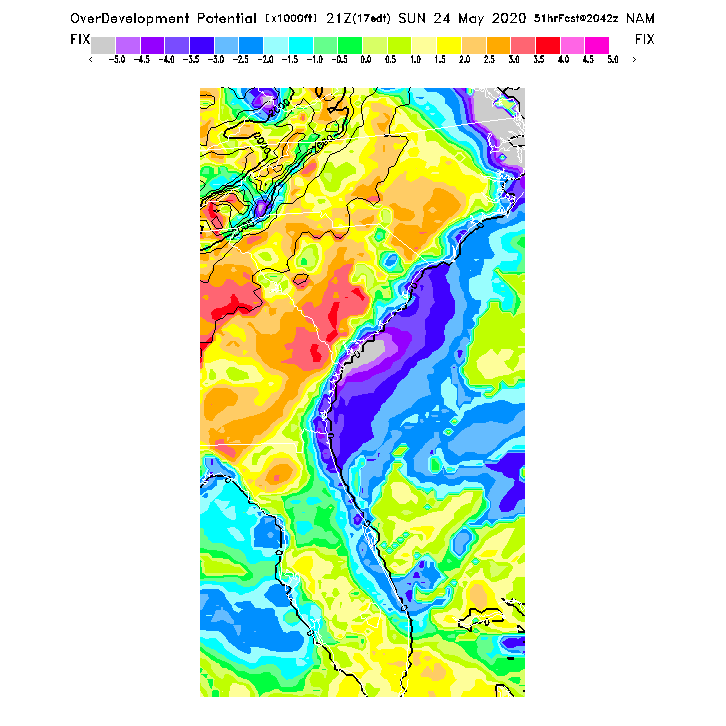 OverDevelopment Potential [x1000ft] 21Z(17edt) SUN 24 May 2020 51hrFcst@2042z NAM
FIX FIX
< -5.0 -4.5 -4.0 -3.5 -3.0 -2.5 -2.0 -1.5 -1.0 -0.5 0.0 0.5 1.0 1.5 2.0 2.5 3.0 3.5 4.0 4.5 5.0 >